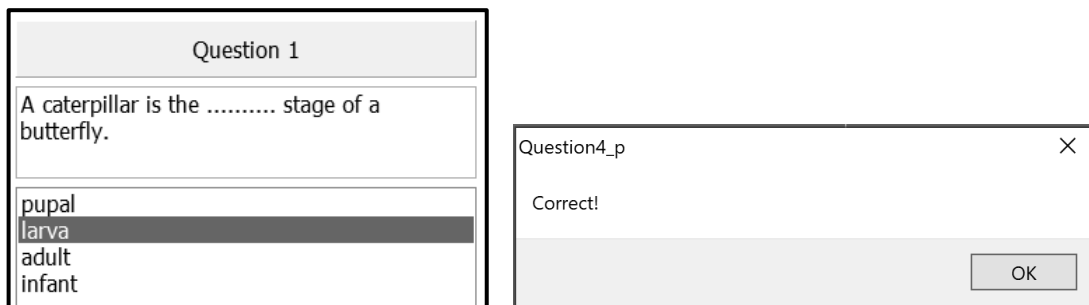 Question 1
A caterpillar is the .......... stage of a
butterfly.
pupal
larva
adult
infant
Question4_p
Correct!
OK